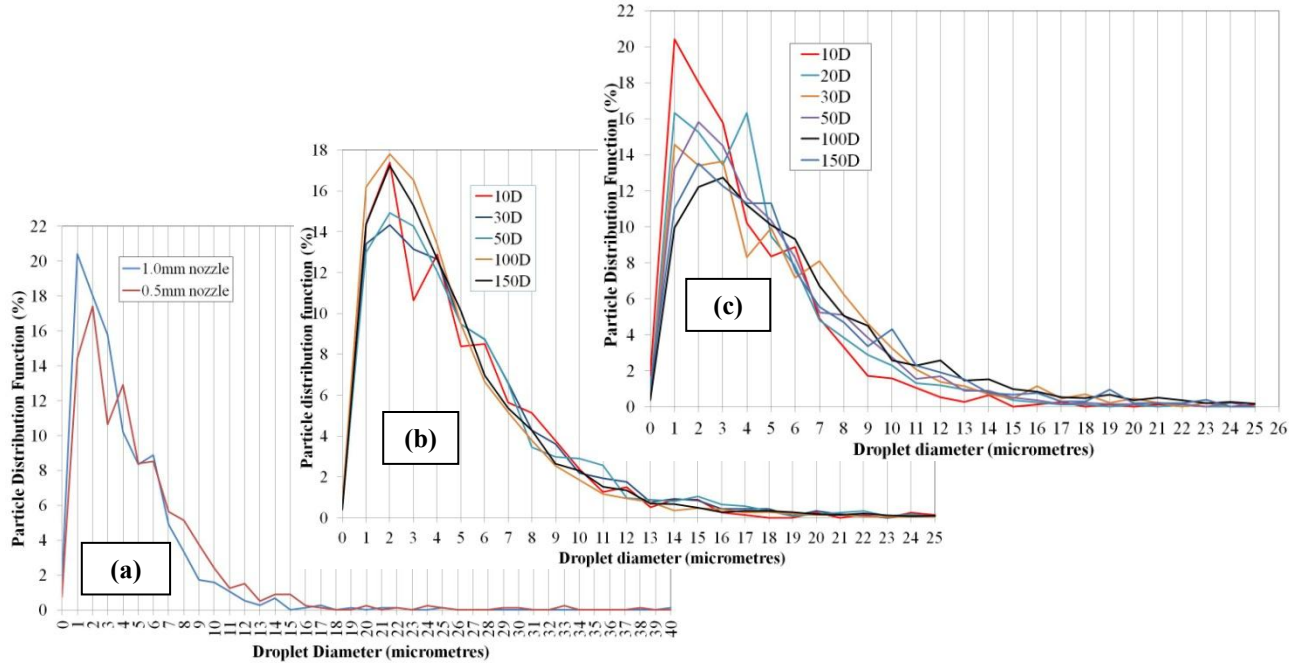 Particle Distribution Function (%)
22
20
18
16
14
12
10
8
6
4
2
0
1.0mm nozzle
0.5mm nozzle
(a)
0 1 2 3 4 5 6 7 8 9 10 11 12 13 14 15 16 17 18 19 20 21 22 23 24 25 26 27 28 29 30 31 32 33 34 35 36 37 38 39 40
Droplet Diameter (micrometres)
Particle distribution function (%)
18
16
14
12
10
8
6
4
2
0
10D
30D
50D
100D
150D
(b)
0 1 2 3 4 5 6 7 8 9 10 11 12 13 14 15 16 17 18 19 20 21 22 23 24 25
Droplet diameter (micrometres)
Particle Distribution Function (%)
22
20
18
16
14
12
10
8
6
4
2
0
10D
20D
30D
50D
100D
150D
(c)
0 1 2 3 4 5 6 7 8 9 10 11 12 13 14 15 16 17 18 19 20 21 22 23 24 25 26
Droplet diameter (micrometres)